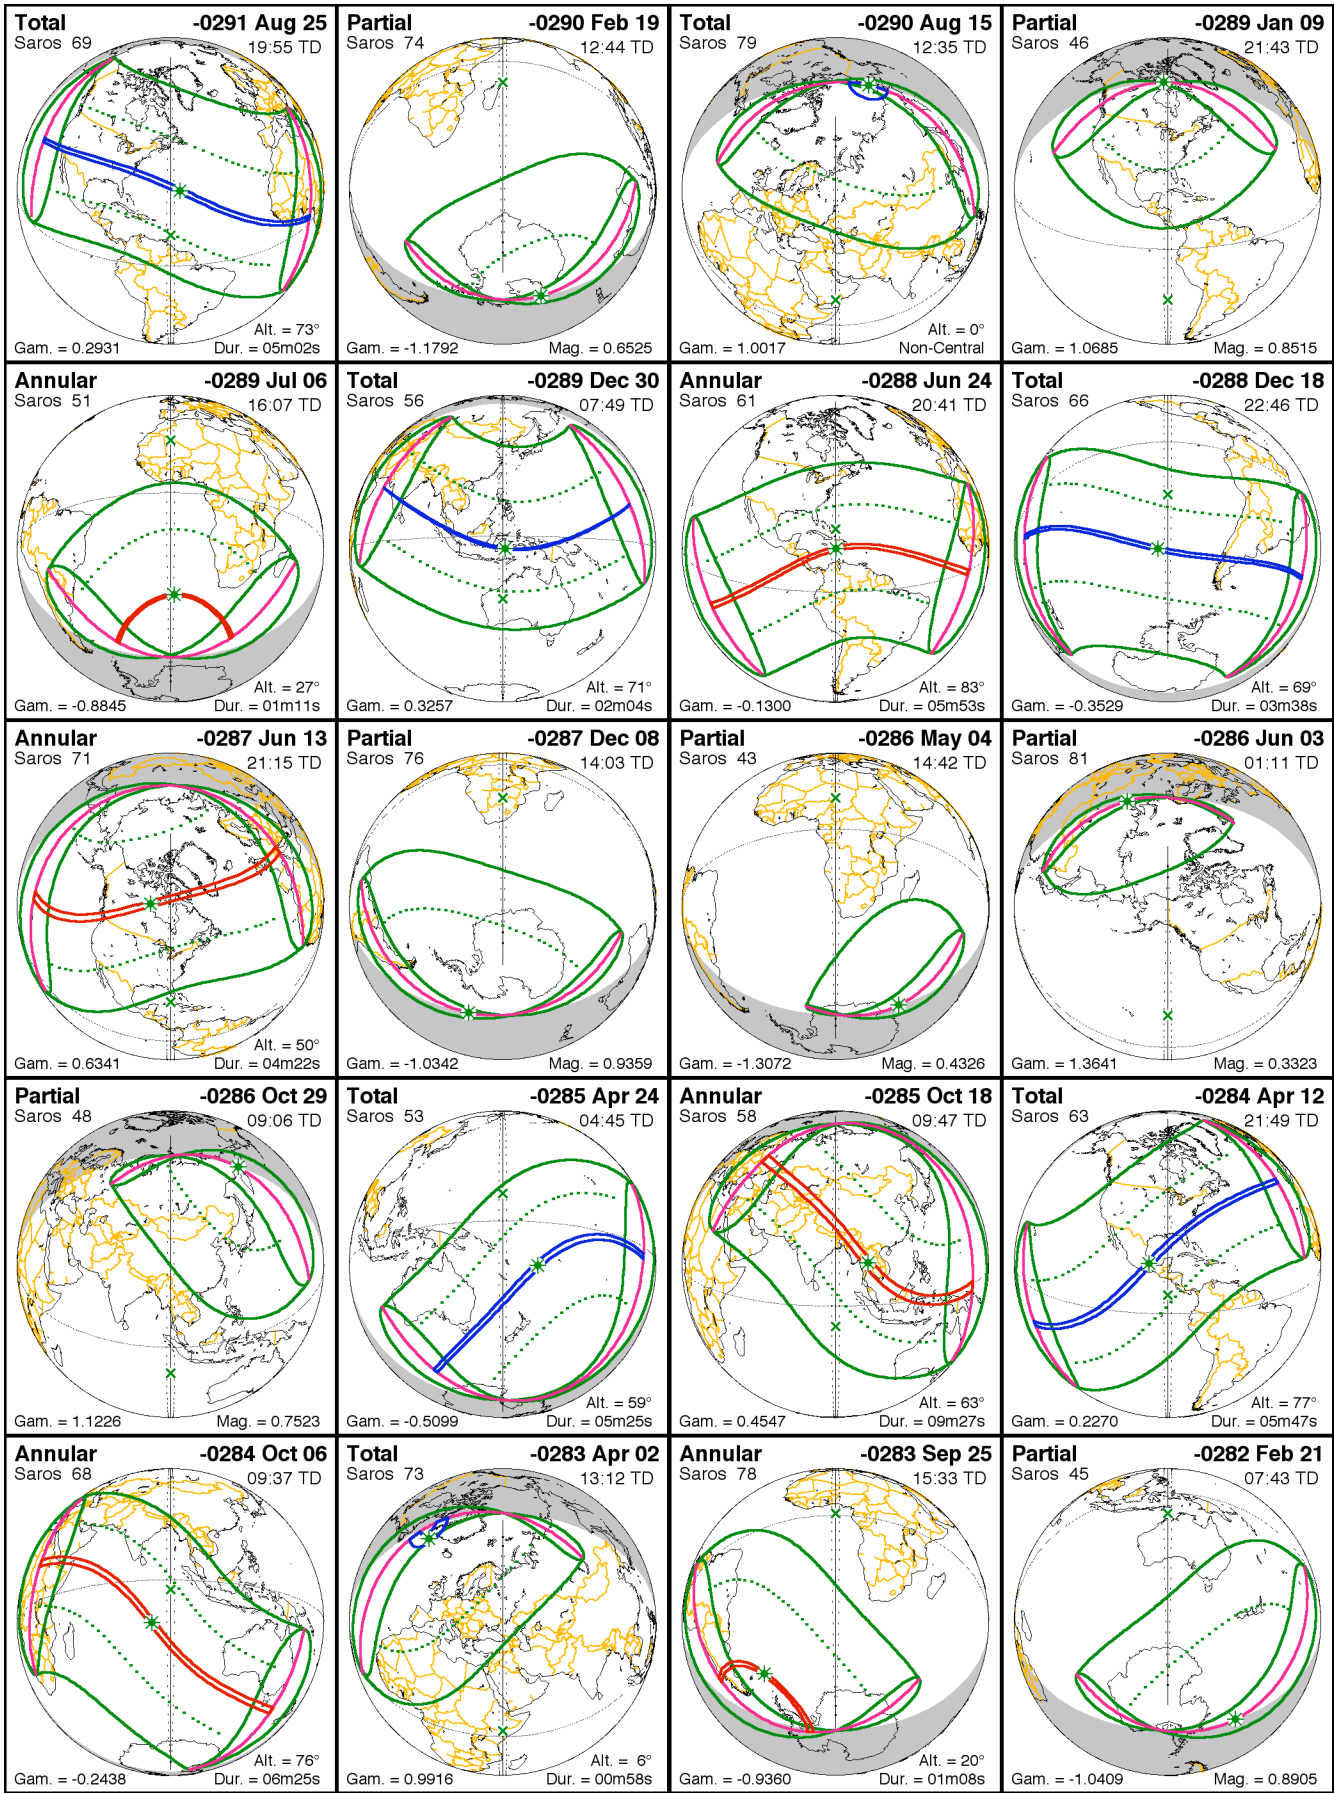 Total -0291 Aug 25
Saros 69 19:55 TD
Alt. = 73°
Gam. = 0.2931 Dur. = 05m02s
Partial -0290 Feb 19
Saros 74 12:44 TD
Gam. = -1.1792 Mag. = 0.6525
Total -0290 Aug 15
Saros 79 12:35 TD
Alt. = 0°
Gam. = 1.0017 Non-Central
Partial -0289 Jan 09
Saros 46 21:43 TD
Gam. = 1.0685 Mag. = 0.8515
Annular -0289 Jul 06
Saros 51 16:07 TD
Alt. = 27°
Gam. = -0.8845 Dur. = 01m11s
Total -0289 Dec 30
Saros 56 07:49 TD
Alt. = 71°
Gam. = 0.3257 Dur. = 02m04s
Annular -0288 Jun 24
Saros 61 20:41 TD
Alt. = 83°
Gam. = -0.1300 Dur. = 05m53s
Total -0288 Dec 18
Saros 66 22:46 TD
Alt. = 69°
Gam. = -0.3529 Dur. = 03m38s
Annular -0287 Jun 13
Saros 71 21:15 TD
Alt. = 50°
Gam. = 0.6341 Dur. = 04m22s
Partial -0287 Dec 08
Saros 76 14:03 TD
Gam. = -1.0342 Mag. = 0.9359
Partial -0286 May 04
Saros 43 14:42 TD
Gam. = -1.3072 Mag. = 0.4326
Partial -0286 Jun 03
Saros 81 01:11 TD
Gam. = 1.3641 Mag. = 0.3323
Partial -0286 Oct 29
Saros 48 09:06 TD
Gam. = 1.1226 Mag. = 0.7523
Total -0285 Apr 24
Saros 53 04:45 TD
Alt. = 59°
Gam. = -0.5099 Dur. = 05m25s
Annular -0285 Oct 18
Saros 58 09:47 TD
Alt. = 63°
Gam. = 0.4547 Dur. = 09m27s
Total -0284 Apr 12
Saros 63 21:49 TD
Alt. = 77°
Gam. = 0.2270 Dur. = 05m47s
Annular -0284 Oct 06
Saros 68 09:37 TD
Alt. = 76°
Gam. = -0.2438 Dur. = 06m25s
Total -0283 Apr 02
Saros 73 13:12 TD
Alt. = 6°
Gam. = 0.9916 Dur. = 00m58s
Annular -0283 Sep 25
Saros 78 15:33 TD
Alt. = 20°
Gam. = -0.9360 Dur. = 01m08s
Partial -0282 Feb 21
Saros 45 07:43 TD
Gam. = -1.0409 Mag. = 0.8905